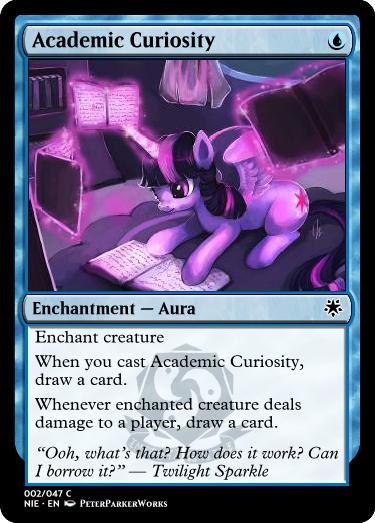 Academic Curiosity
Enchantment — Aura
Enchant creature
When you cast Academic Curiosity,
draw a card.
Whenever enchanted creature deals
damage to a player, draw a card.
“Ooh, what’s that? How does it work? Can
I borrow it?” — Twilight Sparkle
002/047 C
NIE • EN PeterParkerWorks